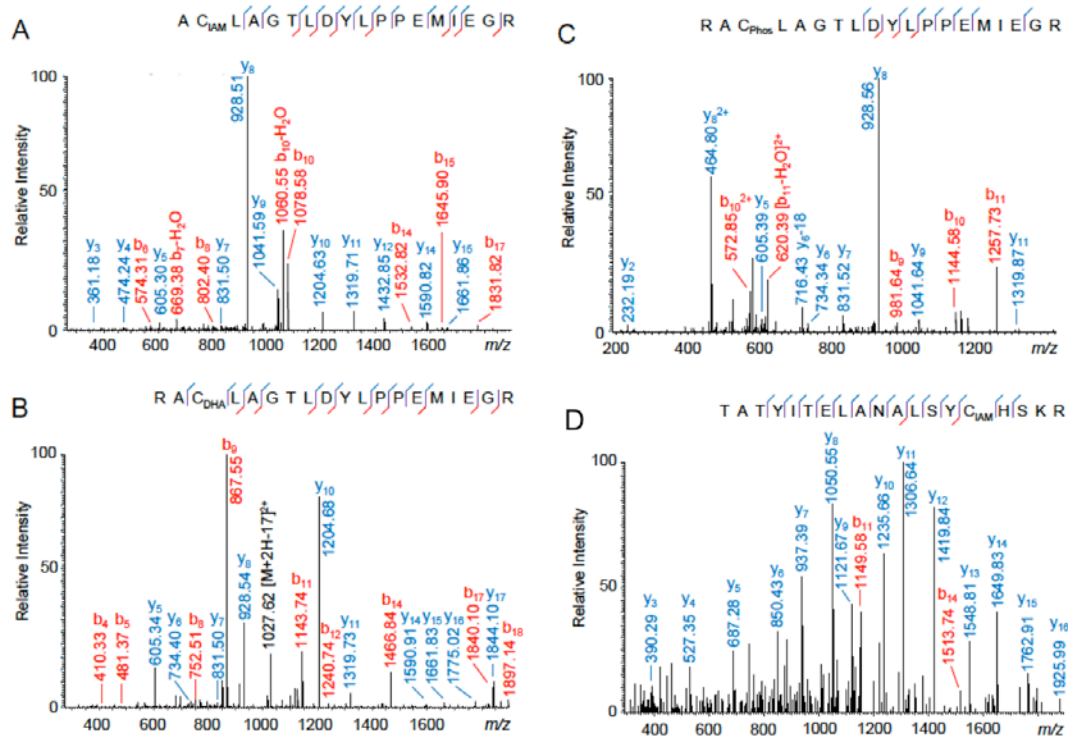 A
A C_IAM L A G T L D Y L P P E M I E G R
Relative Intensity
100
50
0
y₃ 361.18
y₄ 474.24
b₆ 574.31
y₅ 605.30
669.38 b₇-H₂O
b₈ 802.40
y₇ 831.50
y₈ 928.51
y₉ 1041.59
1060.55 b₁₀-H₂O
b₁₀ 1078.58
y₁₀ 1204.63
y₁₁ 1319.71
y₁₂ 1432.85
b₁₄ 1532.82
y₁₄ 1590.82
b₁₅ 1645.90
y₁₅ 1661.86
b₁₇ 1831.82
400 600 800 1000 1200 1400 1600 m/z
B
R A C_DHA L A G T L D Y L P P E M I E G R
Relative Intensity
100
50
0
b₄ 410.33
b₅ 481.37
y₅ 605.34
y₆ 734.40
b₈ 752.51
y₇ 831.50
b₉ 867.55
y₈ 928.54
1027.62 [M+2H-17]²⁺
b₁₁ 1143.74
y₁₀ 1204.68
b₁₂ 1240.74
y₁₁ 1319.73
b₁₄ 1466.84
y₁₄ 1590.91
y₁₅ 1661.83
y₁₆ 1775.02
b₁₇ 1840.10
y₁₇ 1844.10
b₁₈ 1897.14
400 600 800 1000 1200 1400 1600 m/z
C
R A C_Phos L A G T L D Y L P P E M I E G R
Relative Intensity
100
50
0
y₂ 232.19
y₈²⁺ 464.80
b₁₀²⁺ 572.85
y₅ 605.39
620.39 [b₁₁-H₂O]²⁺
716.43 y₆-18
y₆ 734.34
y₇ 831.52
y₈ 928.56
b₉ 981.64
y₉ 1041.64
b₁₀ 1144.58
b₁₁ 1257.73
y₁₁ 1319.87
200 400 600 800 1000 1200 m/z
D
T A T Y I T E L A N A L S Y C_IAM H S K R
Relative Intensity
100
50
0
y₃ 390.29
y₄ 527.35
y₅ 687.28
y₆ 850.43
y₇ 937.39
y₈ 1050.55
y₉ 1121.67
b₁₁ 1149.58
y₁₀ 1235.66
y₁₁ 1306.64
y₁₂ 1419.84
b₁₄ 1513.74
y₁₃ 1548.81
y₁₄ 1649.83
y₁₅ 1762.91
y₁₆ 1925.99
400 600 800 1000 1200 1400 1600 m/z